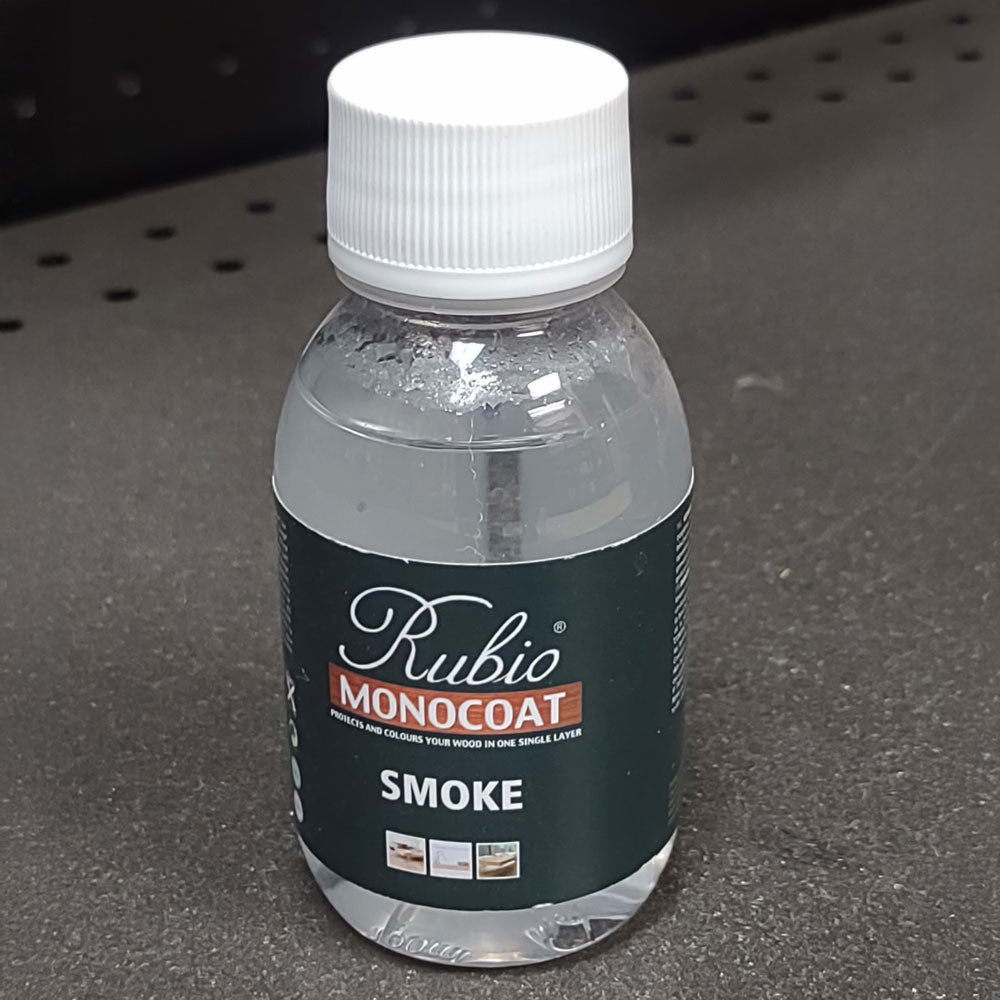 Rubio®
MONOCOAT
PROTECTS AND COLOURS YOUR WOOD IN ONE SINGLE LAYER
SMOKE